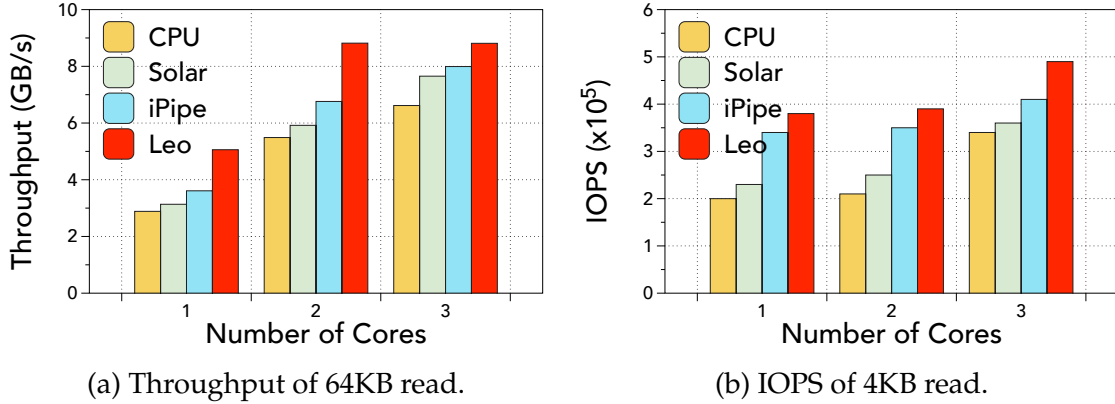 Throughput (GB/s)
10
8
6
4
2
0
CPU
Solar
iPipe
Leo
1
2
3
Number of Cores
(a) Throughput of 64KB read.
IOPS (x10⁵)
6
5
4
3
2
1
0
CPU
Solar
iPipe
Leo
1
2
3
Number of Cores
(b) IOPS of 4KB read.